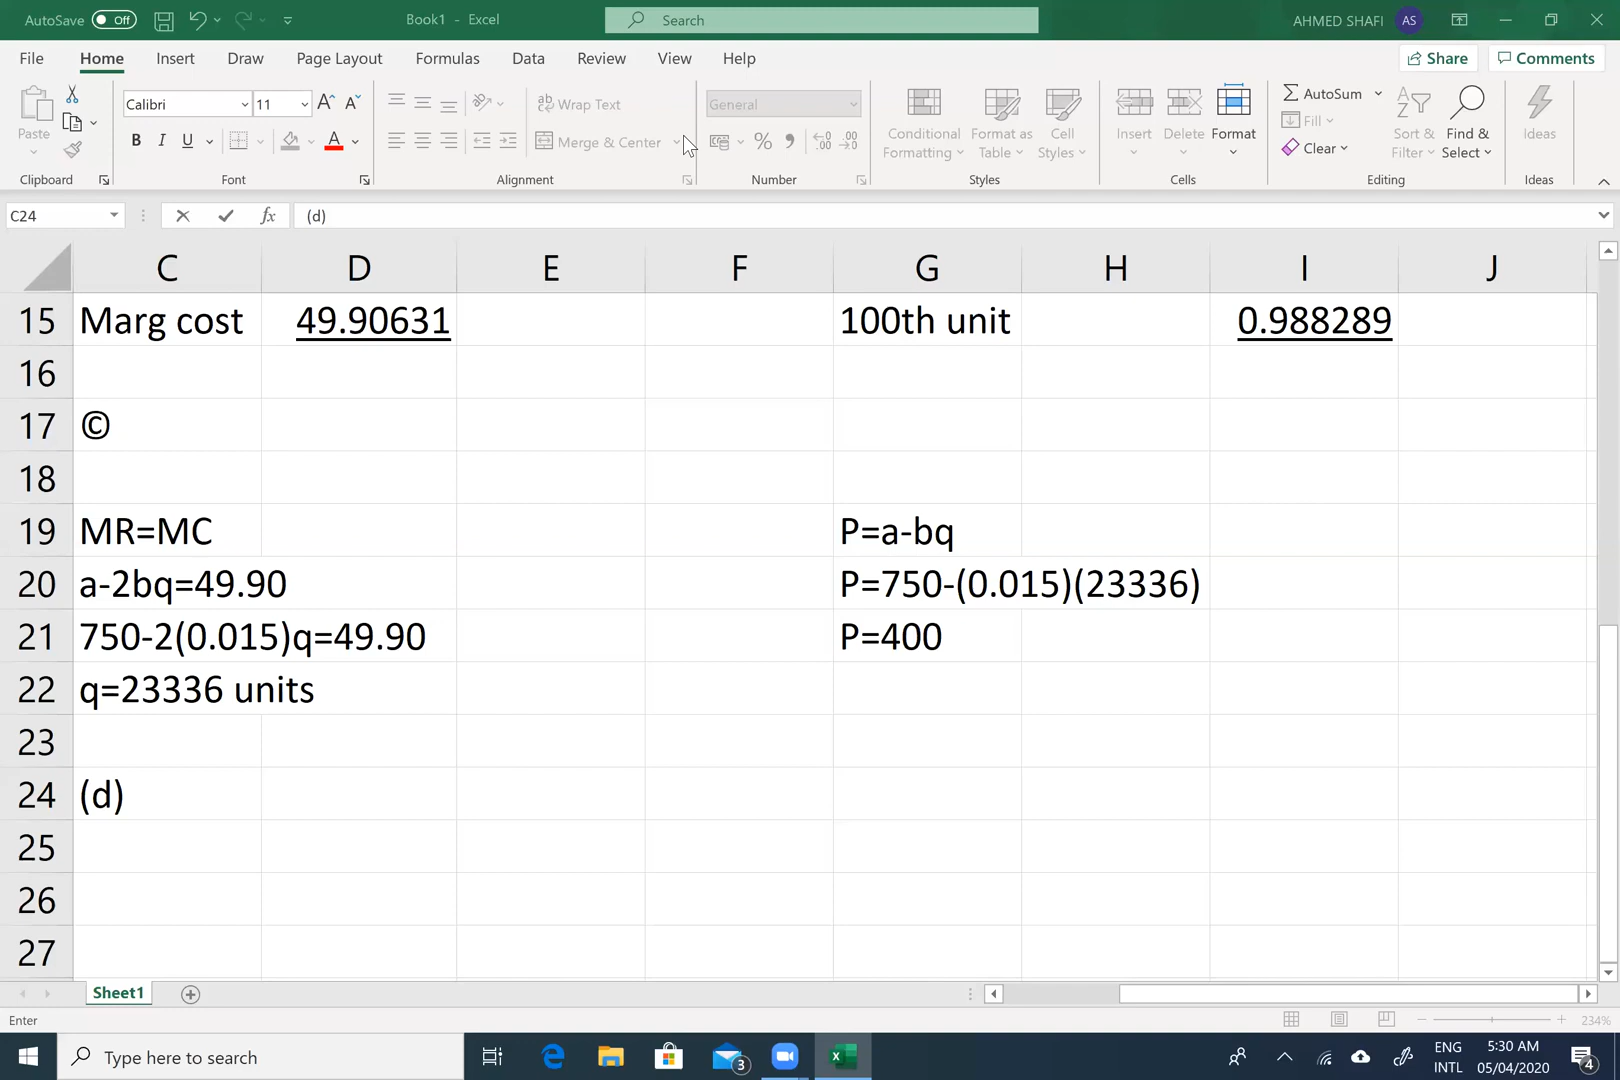 AutoSave Off Book1 - Excel Search AHMED SHAFI AS
File Home Insert Draw Page Layout Formulas Data Review View Help Share Comments
Paste
Clipboard
Calibri 11 A A
B I U A
Font
ab Wrap Text
Merge & Center
Alignment
General
% , .00 .00
Number
Conditional Formatting
Format as Table
Cell Styles
Styles
Insert Delete Format
Cells
AutoSum
Fill
Clear
Sort & Filter
Find & Select
Editing
Ideas
Ideas
C24 fx (d)
C D E F G H I J
15 Marg cost 49.90631 100th unit 0.988289
16
17 ©
18
19 MR=MC P=a-bq
20 a-2bq=49.90 P=750-(0.015)(23336)
21 750-2(0.015)q=49.90 P=400
22 q=23336 units
23
24 (d)
25
26
27
Sheet1
Enter 234%
Type here to search 3 ENG INTL 5:30 AM 05/04/2020 4